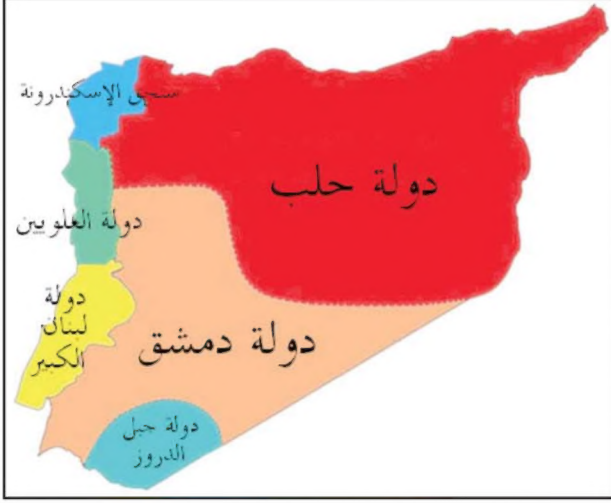 سنجق الإسكندرونة
دولة حلب
دولة العلويين
دولة
لبنان
الكبير
دولة دمشق
دولة جبل
الدروز